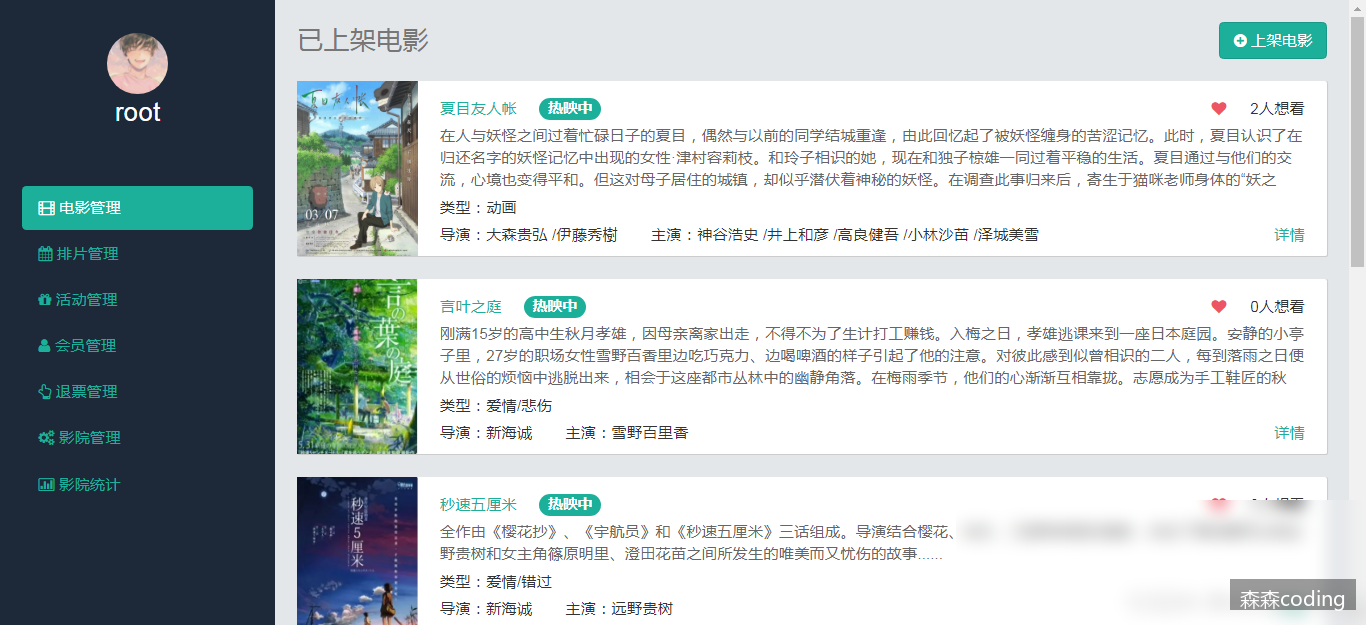 root
电影管理
排片管理
活动管理
会员管理
退票管理
影院管理
影院统计
已上架电影
上架电影
夏目友人帐 热映中 2人想看
在人与妖怪之间过着忙碌日子的夏目，偶然与以前的同学结城重逢，由此回忆起了被妖怪缠身的苦涩记忆。此时，夏目认识了在
归还名字的妖怪记忆中出现的女性·津村容莉枝。和玲子相识的她，现在和独子椋雄一同过着平稳的生活。夏目通过与他们的交
流，心境也变得平和。但这对母子居住的城镇，却似乎潜伏着神秘的妖怪。在调查此事归来后，寄生于猫咪老师身体的“妖之
类型：动画
导演：大森贵弘 /伊藤秀樹 主演：神谷浩史 /井上和彦 /高良健吾 /小林沙苗 /泽城美雪
详情
夏目友人帐
03 07
言叶之庭 热映中 0人想看
刚满15岁的高中生秋月孝雄，因母亲离家出走，不得不为了生计打工赚钱。入梅之日，孝雄逃课来到一座日本庭园。安静的小亭
子里，27岁的职场女性雪野百香里边吃巧克力、边喝啤酒的样子引起了他的注意。对彼此感到似曾相识的二人，每到落雨之日便
从世俗的烦恼中逃脱出来，相会于这座都市丛林中的幽静角落。在梅雨季节，他们的心渐渐互相靠拢。志愿成为手工鞋匠的秋
类型：爱情/悲伤
导演：新海诚 主演：雪野百里香
详情
言の葉の庭
秒速五厘米 热映中
全作由《樱花抄》、《宇航员》和《秒速五厘米》三话组成。导演结合樱花、
野贵树和女主角篠原明里、澄田花苗之间所发生的唯美而又忧伤的故事......
类型：爱情/错过
导演：新海诚 主演：远野贵树
秒速5厘米
森森coding